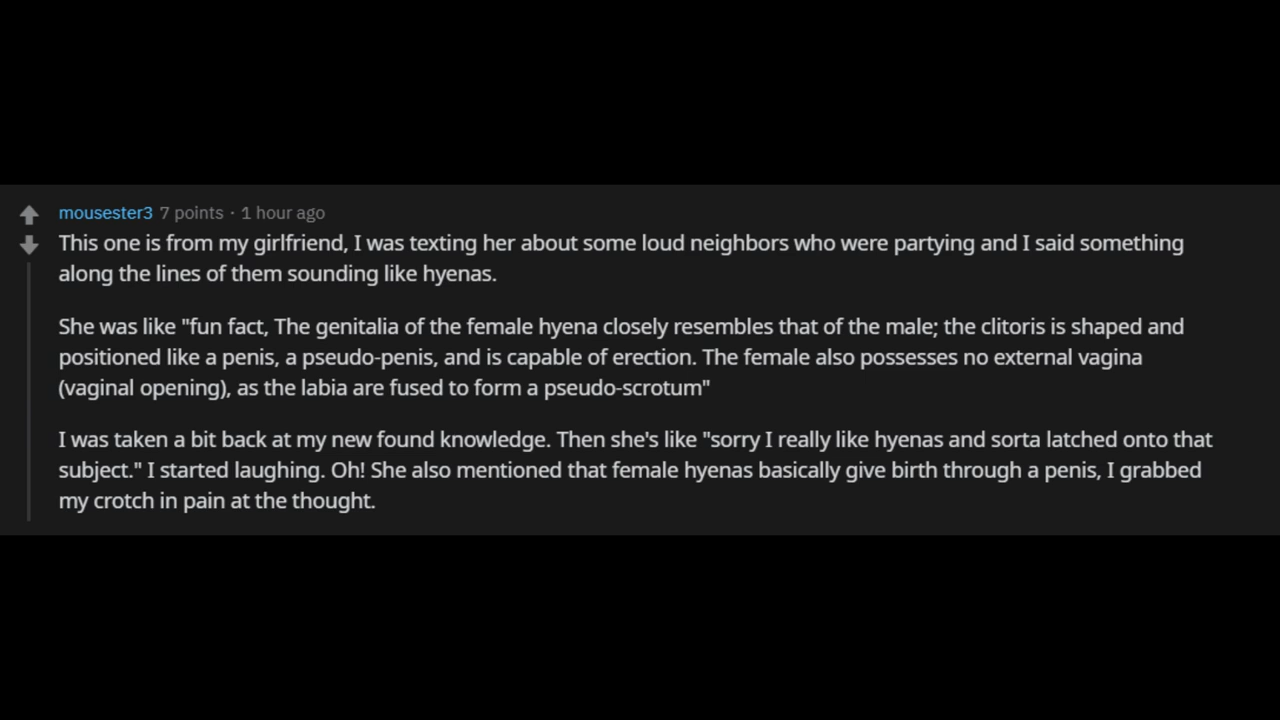 mousester3 7 points · 1 hour ago
This one is from my girlfriend, I was texting her about some loud neighbors who were partying and I said something
along the lines of them sounding like hyenas.
She was like "fun fact, The genitalia of the female hyena closely resembles that of the male; the clitoris is shaped and
positioned like a penis, a pseudo-penis, and is capable of erection. The female also possesses no external vagina
(vaginal opening), as the labia are fused to form a pseudo-scrotum"
I was taken a bit back at my new found knowledge. Then she's like "sorry I really like hyenas and sorta latched onto that
subject." I started laughing. Oh! She also mentioned that female hyenas basically give birth through a penis, I grabbed
my crotch in pain at the thought.